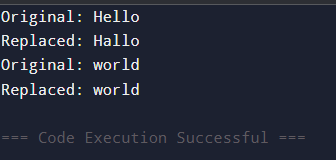 Original: Hello
Replaced: Hallo
Original: world
Replaced: world
=== Code Execution Successful ===